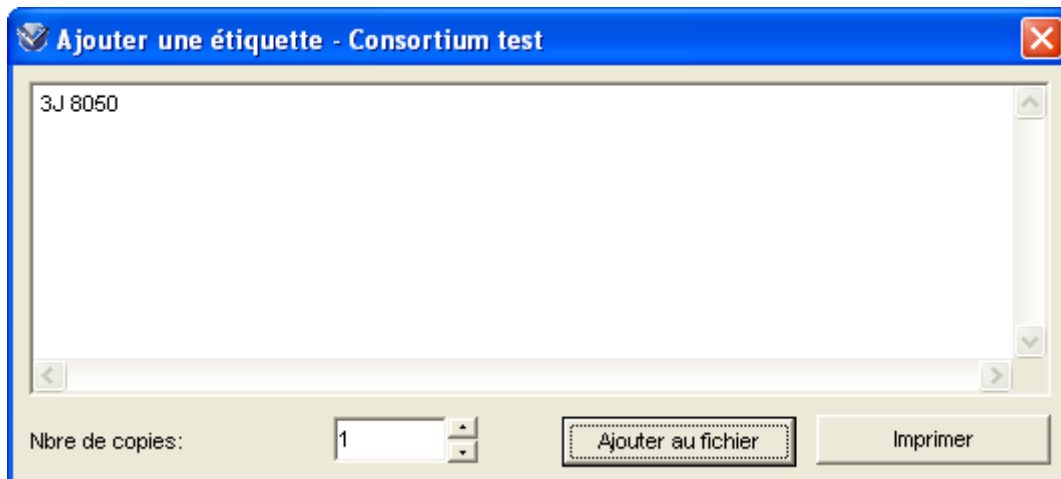 Ajouter une étiquette - Consortium test
3J 8050
Nbre de copies: 1 Ajouter au fichier Imprimer